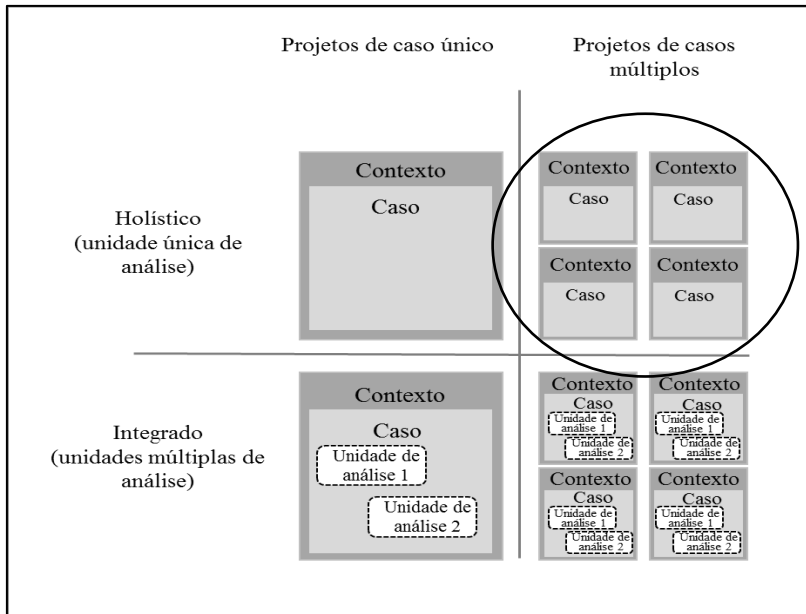 Projetos de caso único
Projetos de casos
múltiplos
Holístico
(unidade única de
análise)
Contexto
Caso
Contexto
Caso
Contexto
Caso
Contexto
Caso
Contexto
Caso
Integrado
(unidades múltiplas de
análise)
Contexto
Caso
Unidade de
análise 1
Unidade de
análise 2
Contexto
Caso
Unidade de
análise 1
Unidade de
análise 2
Contexto
Caso
Unidade de
análise 1
Unidade de
análise 2
Contexto
Caso
Unidade de
análise 1
Unidade de
análise 2
Contexto
Caso
Unidade de
análise 1
Unidade de
análise 2